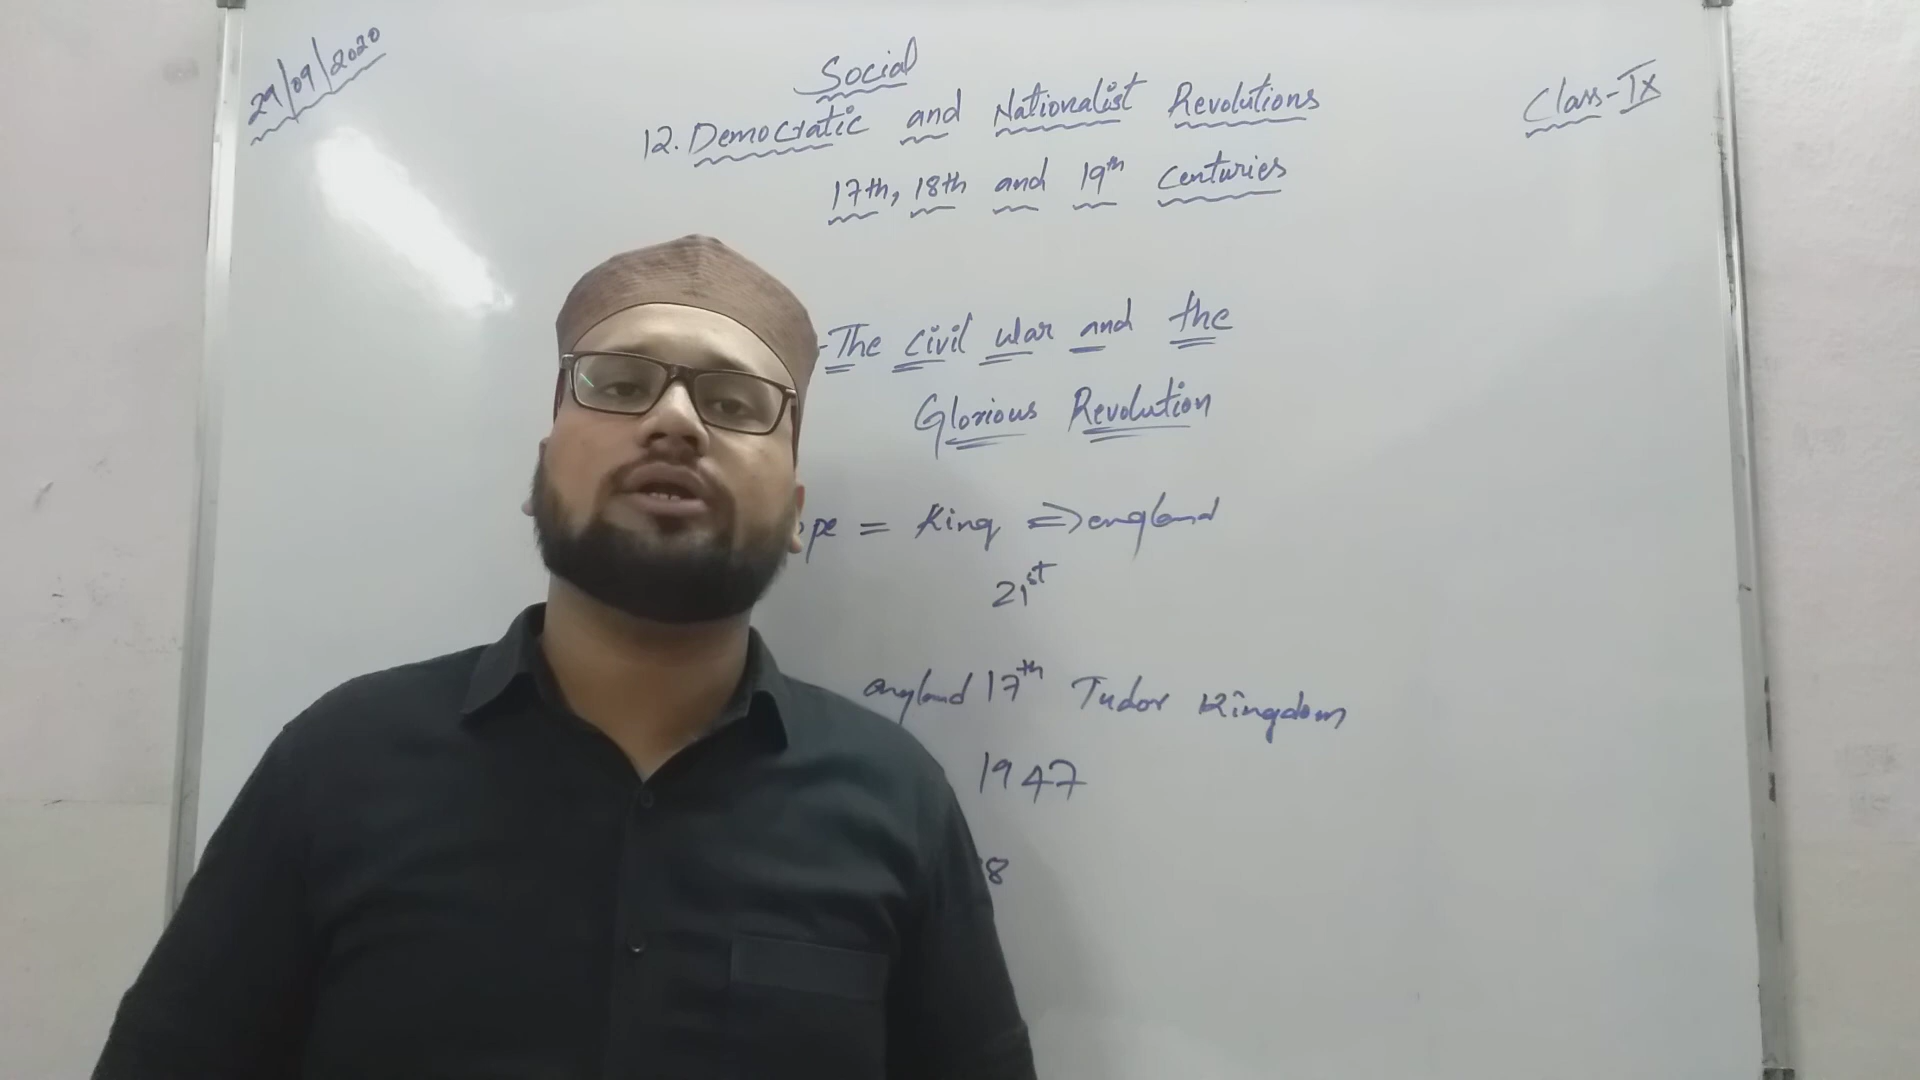 29/09/2020
Social
Class-IX
12. Democratic and Nationalist Revolutions
17th, 18th and 19th Centuries
-The civil war and the
Glorious Revolution
ope = King => england
21st
england 17th Tudor Kingdom
1947
8